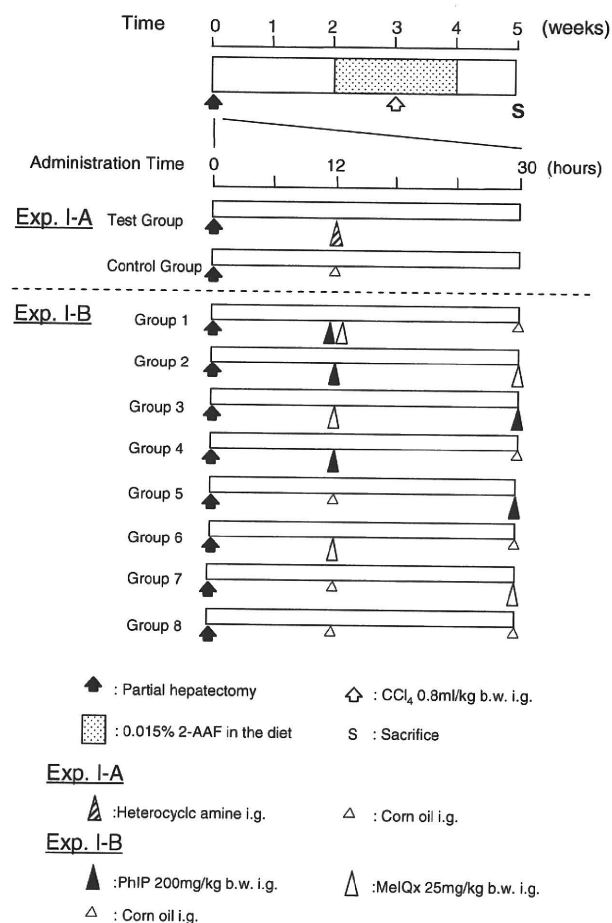 Time 0 1 2 3 4 5 (weeks)
S
Administration Time 0 12 30 (hours)
Exp. I-A Test Group
Control Group
Exp. I-B
Group 1
Group 2
Group 3
Group 4
Group 5
Group 6
Group 7
Group 8
: Partial hepatectomy : CCl₄ 0.8ml/kg b.w. i.g.
: 0.015% 2-AAF in the diet S : Sacrifice
Exp. I-A
:Heterocyclc amine i.g. : Corn oil i.g.
Exp. I-B
:PhIP 200mg/kg b.w. i.g. :MeIQx 25mg/kg b.w. i.g.
: Corn oil i.g.